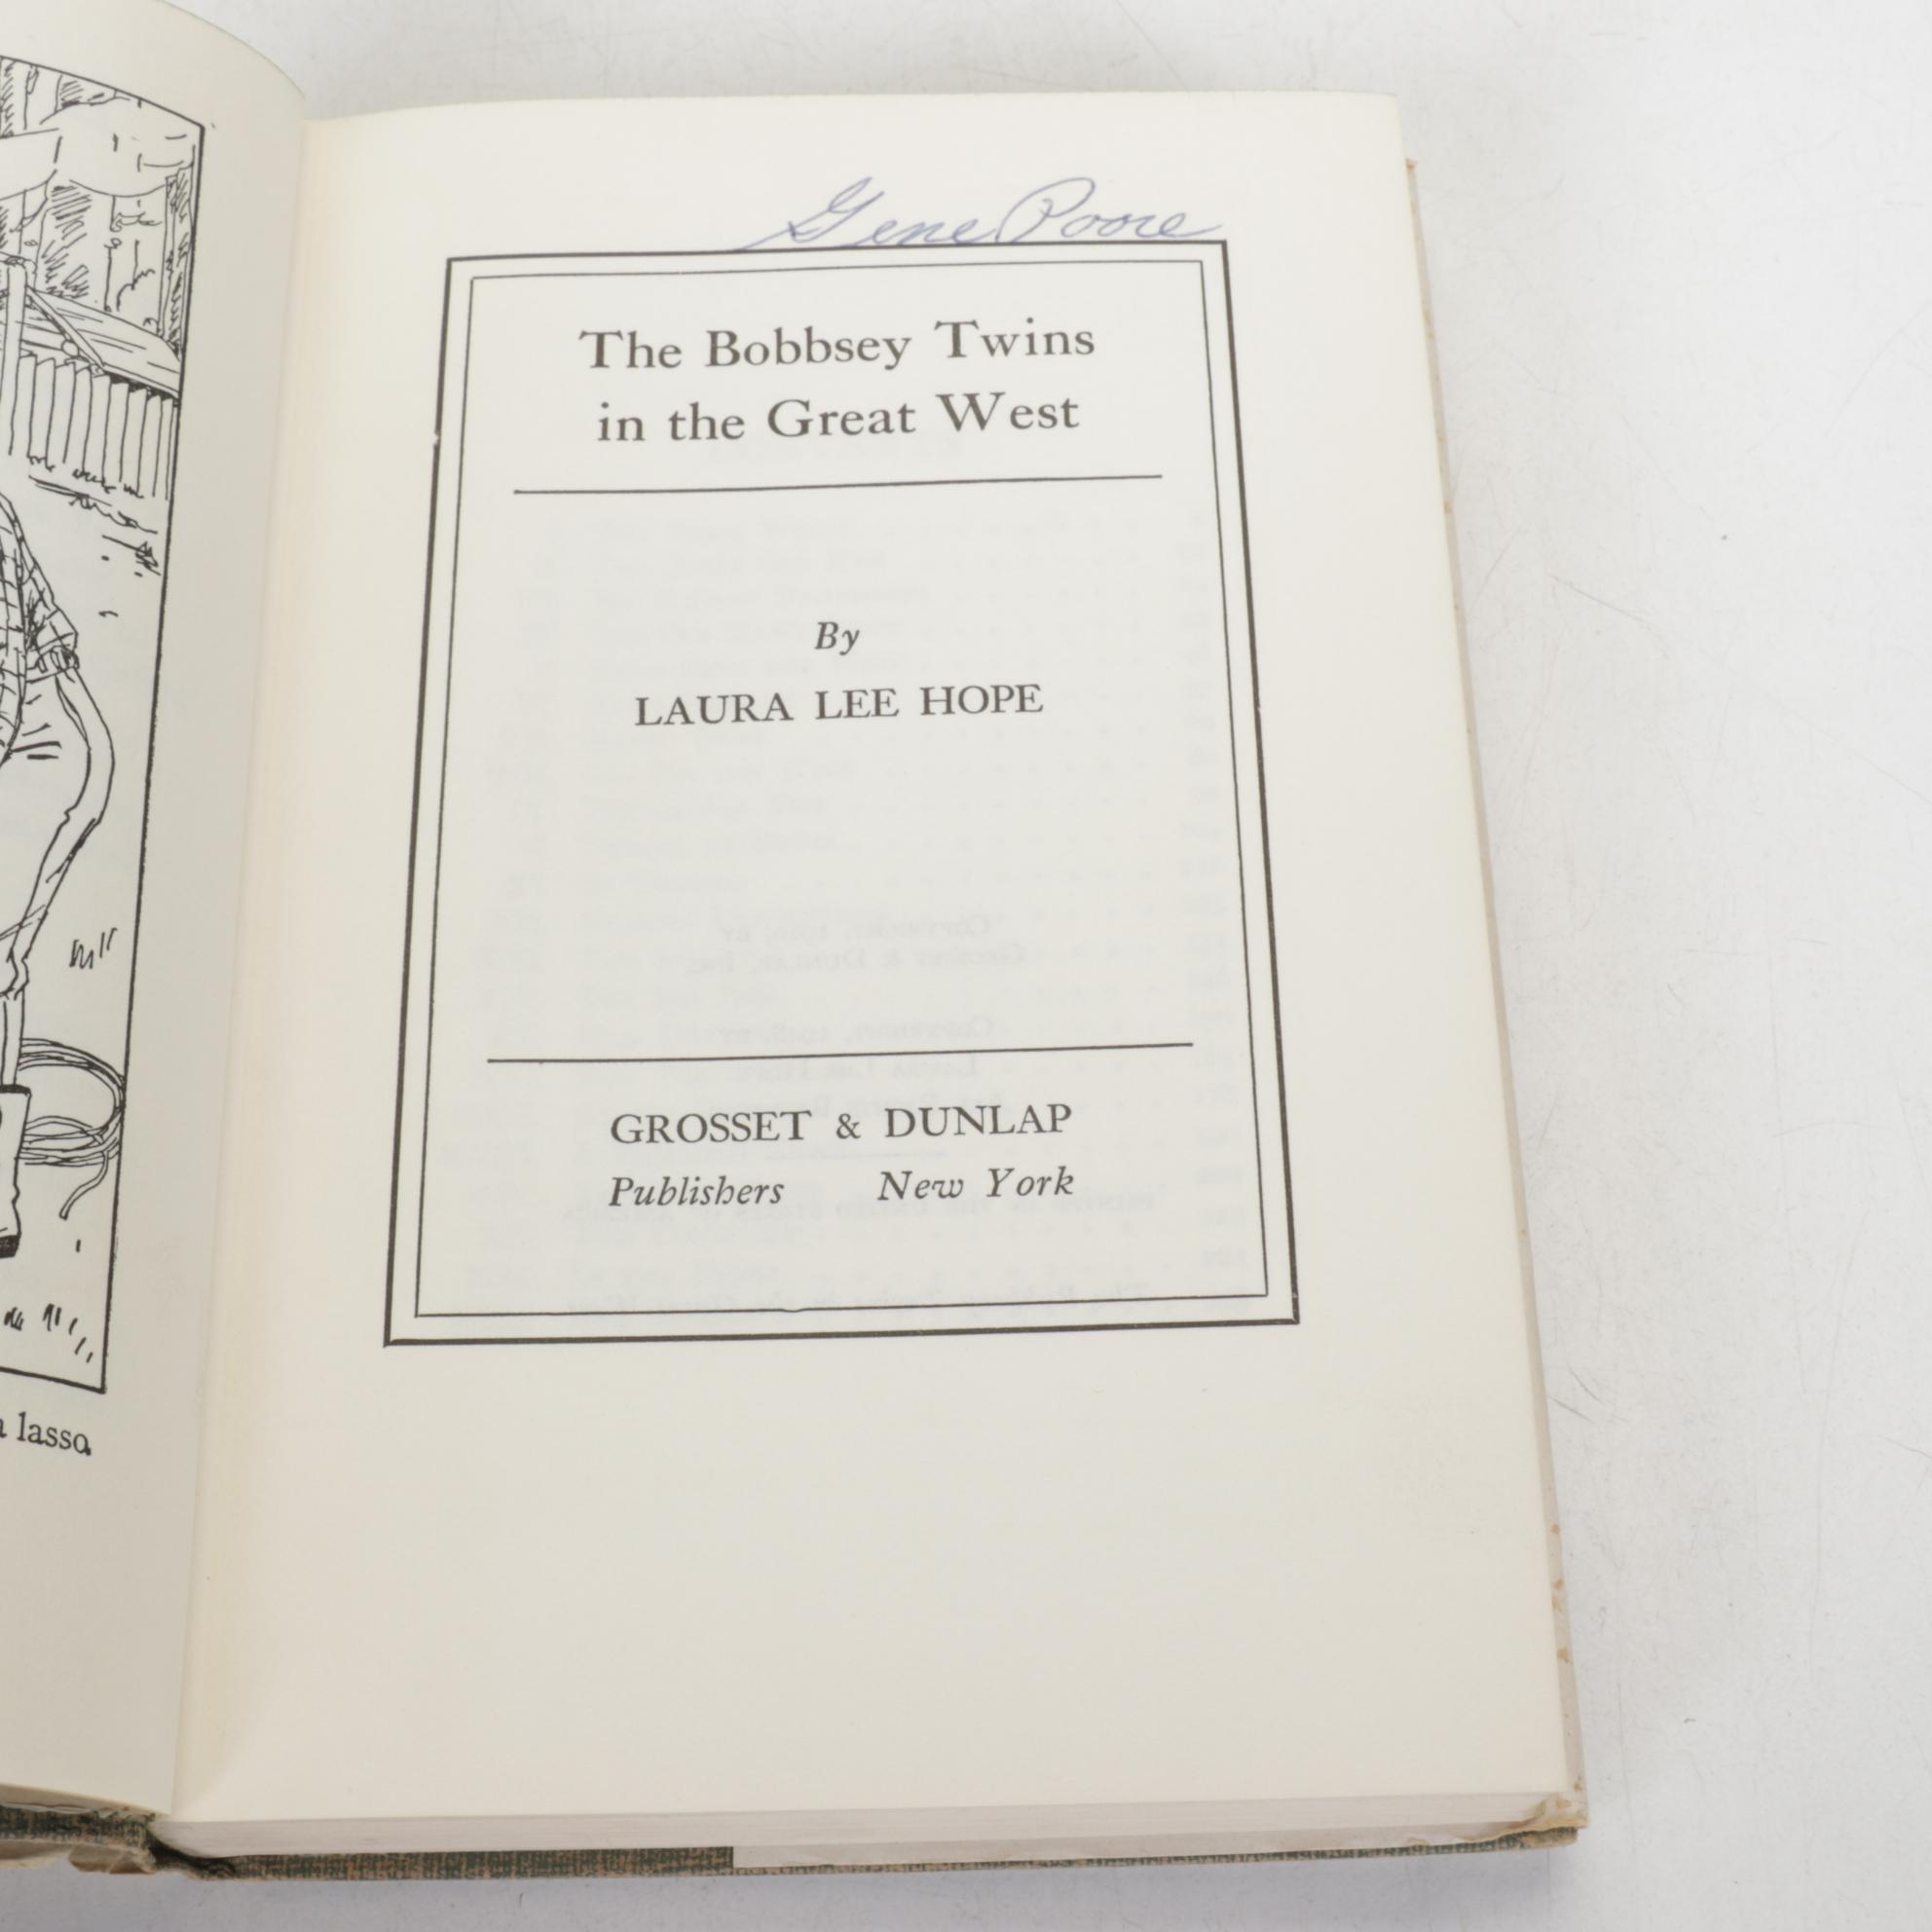 a lasso.
Gene Poore
The Bobbsey Twins
in the Great West
By
LAURA LEE HOPE
GROSSET & DUNLAP
Publishers New York